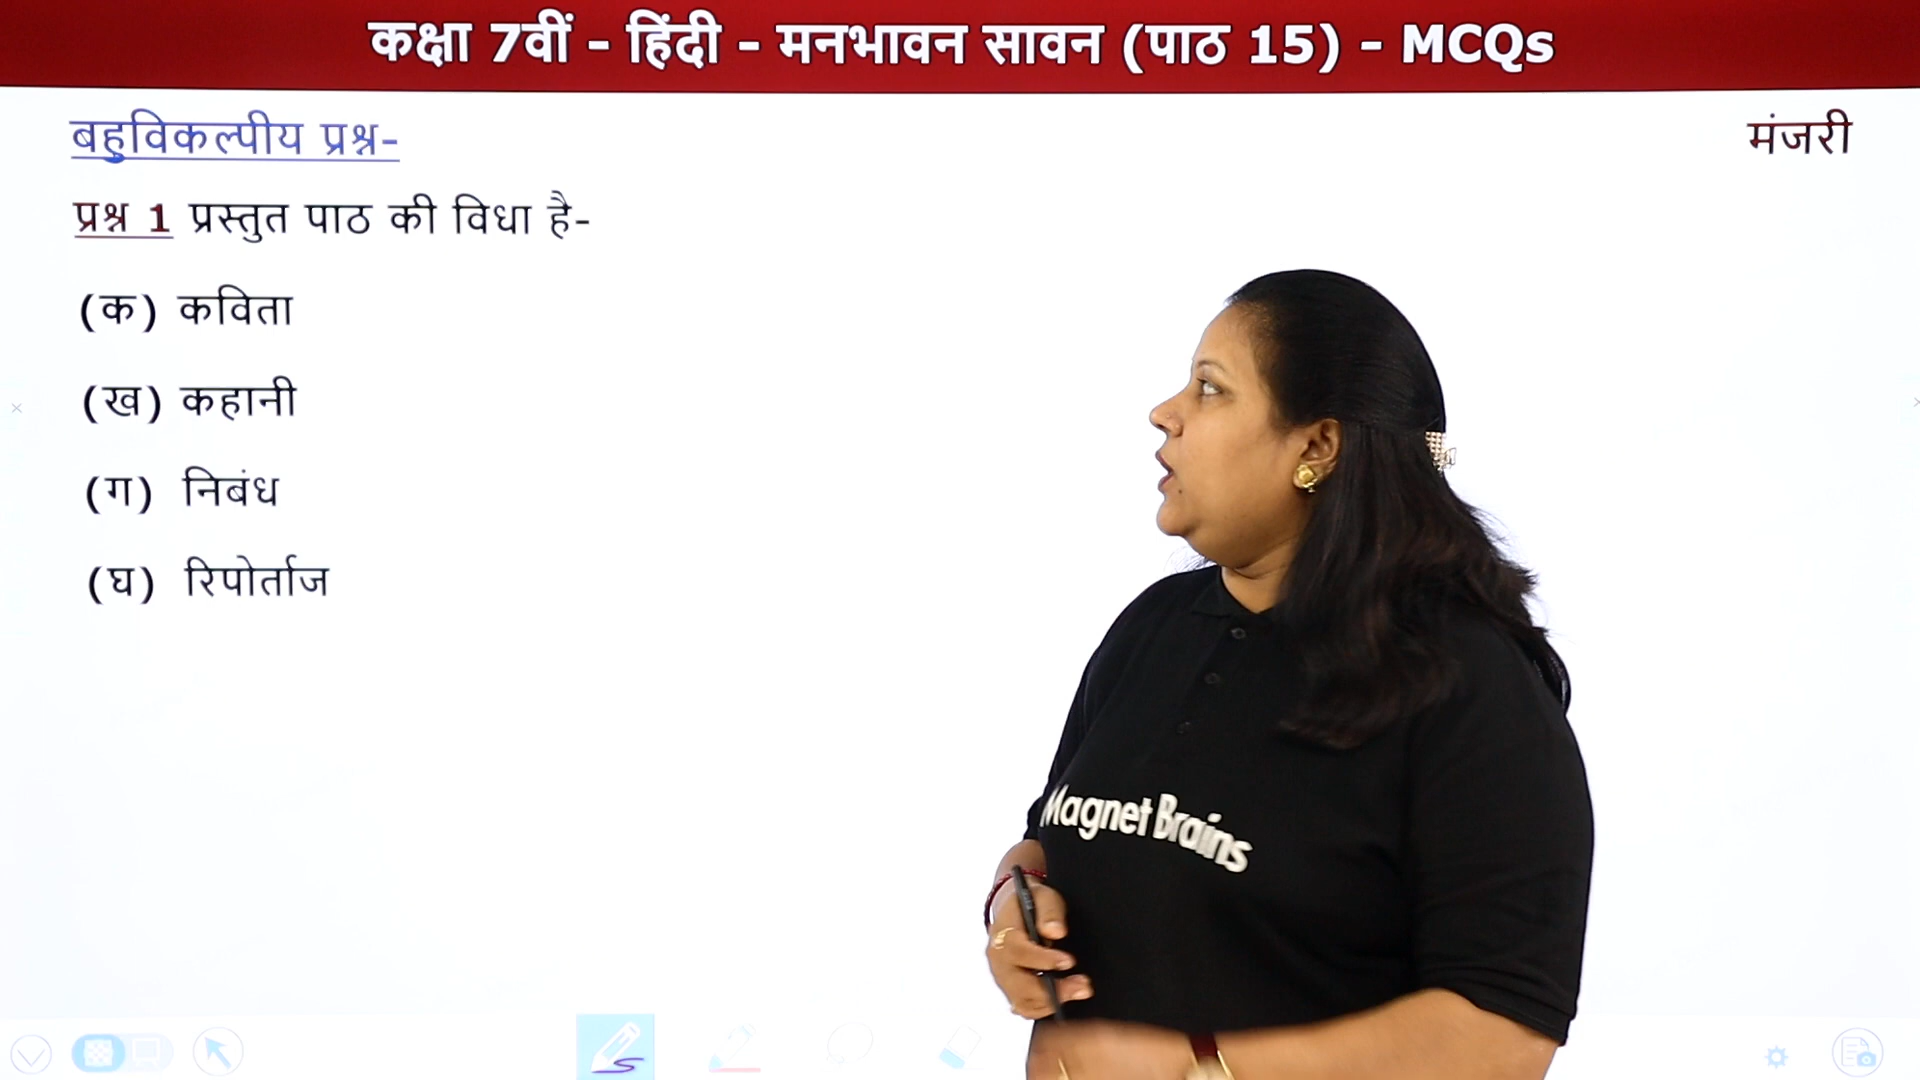 कक्षा 7वीं - हिंदी - मनभावन सावन (पाठ 15) - MCQs
बहुविकल्पीय प्रश्न-
मंजरी
प्रश्न 1 प्रस्तुत पाठ की विधा है-
(क) कविता
(ख) कहानी
(ग) निबंध
(घ) रिपोर्ताज
Magnet Brains